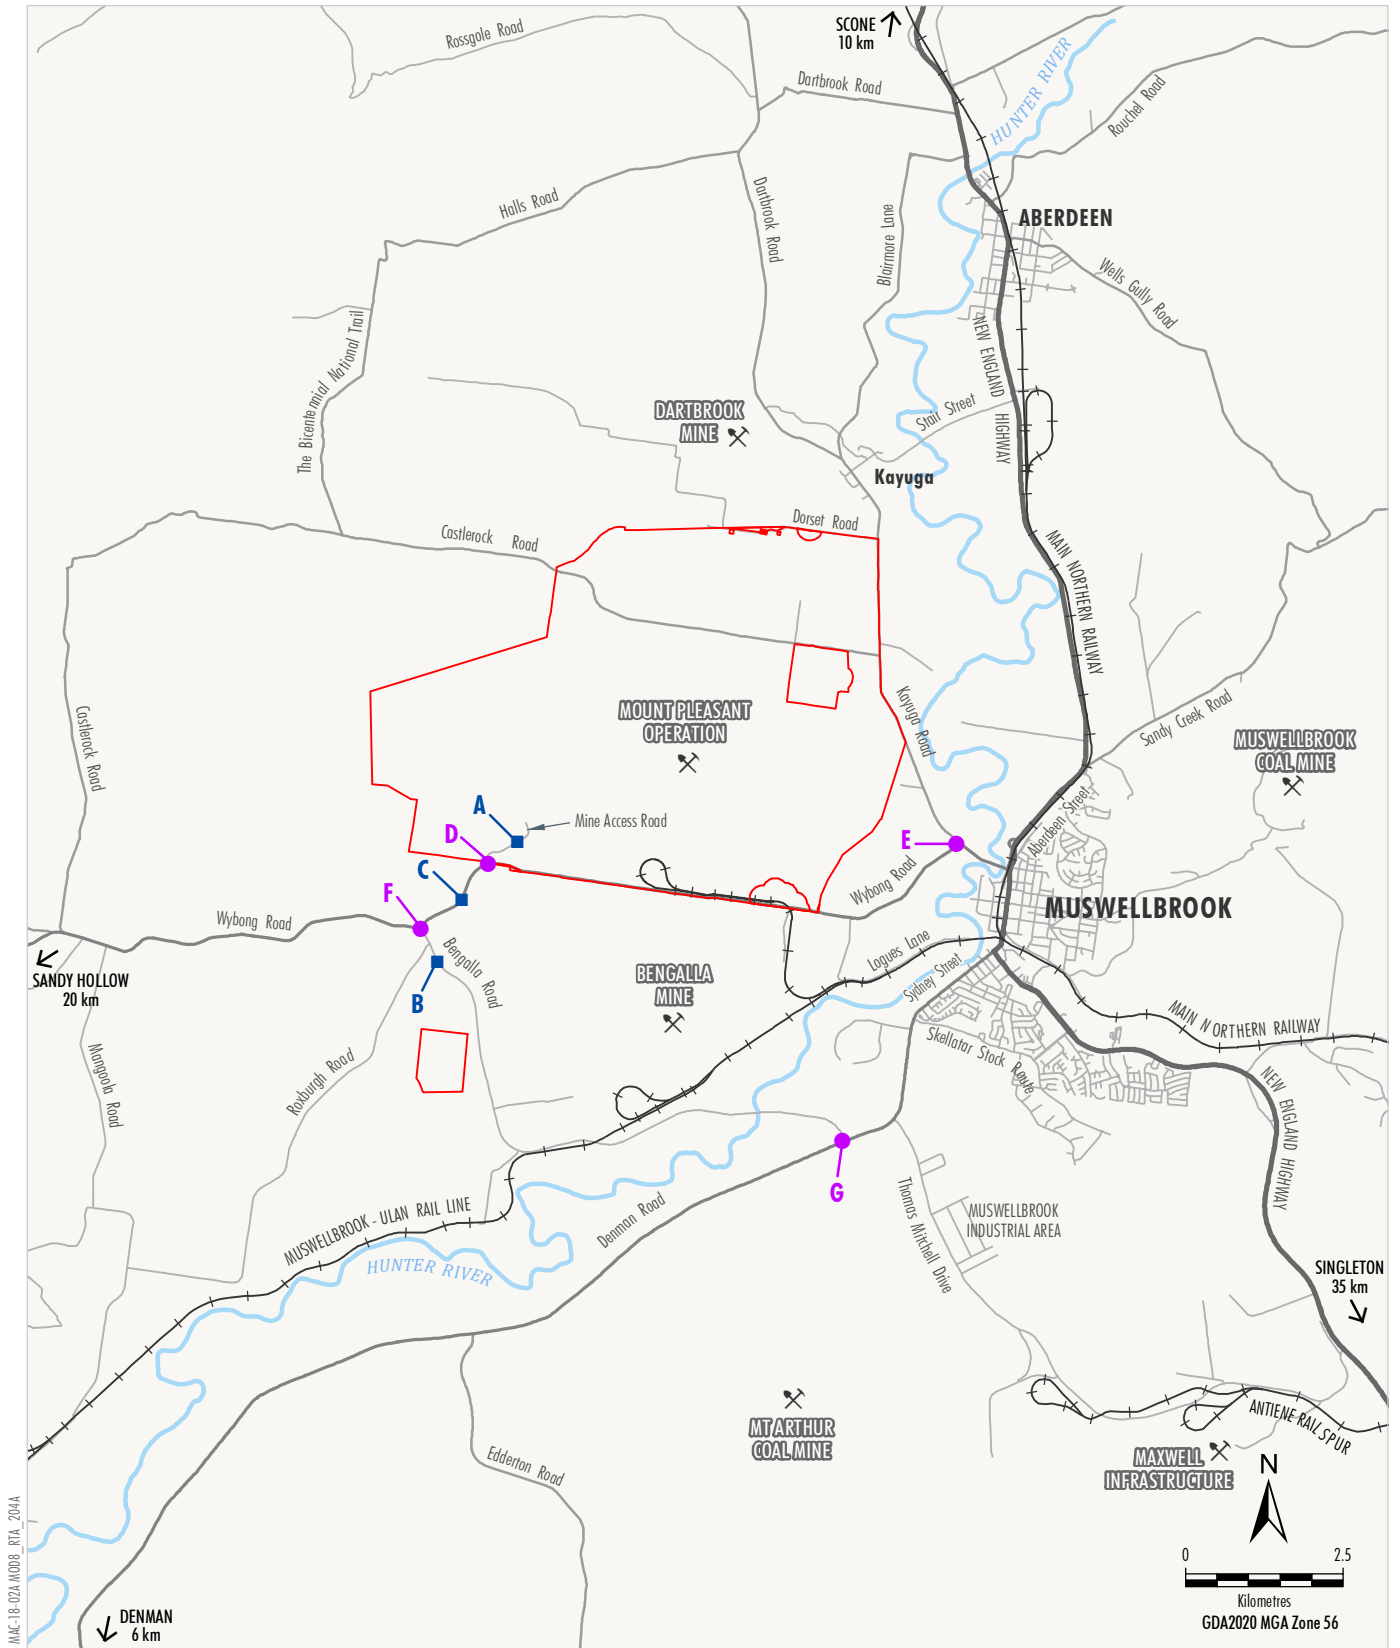 SCONE
10 km
Rossgole Road
HUNTER RIVER
Dartbrook Road
Rouchel Road
Halls Road
Dartbrook Road
Blairmore Lane
ABERDEEN
Wells Gully Road
The Bicentennial National Trail
NEW ENGLAND HIGHWAY
DARTBROOK
MINE
Stair Street
Kayuga
Castlerock Road
Dorset Road
MAIN NORTHERN RAILWAY
Castlerock Road
MOUNT PLEASANT
OPERATION
Kayuga Road
Sandy Creek Road
MUSWELLBROOK
COAL MINE
A
Mine Access Road
Aberdeen Street
D
E
C
Wybong Road
F
MUSWELLBROOK
Wybong Road
Bengalla Road
Logues Lane
SANDY HOLLOW
20 km
BENGALLA
MINE
Sydney Street
B
MAIN NORTHERN RAILWAY
Mangoola Road
Roxburgh Road
Skellatar Stock Route
NEW ENGLAND HIGHWAY
G
Thomas Mitchell Drive
MUSWELLBROOK
INDUSTRIAL AREA
Denman Road
MUSWELLBROOK - ULAN RAIL LINE
HUNTER RIVER
SINGLETON
35 km
MT ARTHUR
COAL MINE
ANTIENE RAIL SPUR
Edderton Road
MAXWELL
INFRASTRUCTURE
N
0 2.5
Kilometres
GDA2020 MGA Zone 56
DENMAN
6 km
MAC-18-02A MOD8_RTA_204A